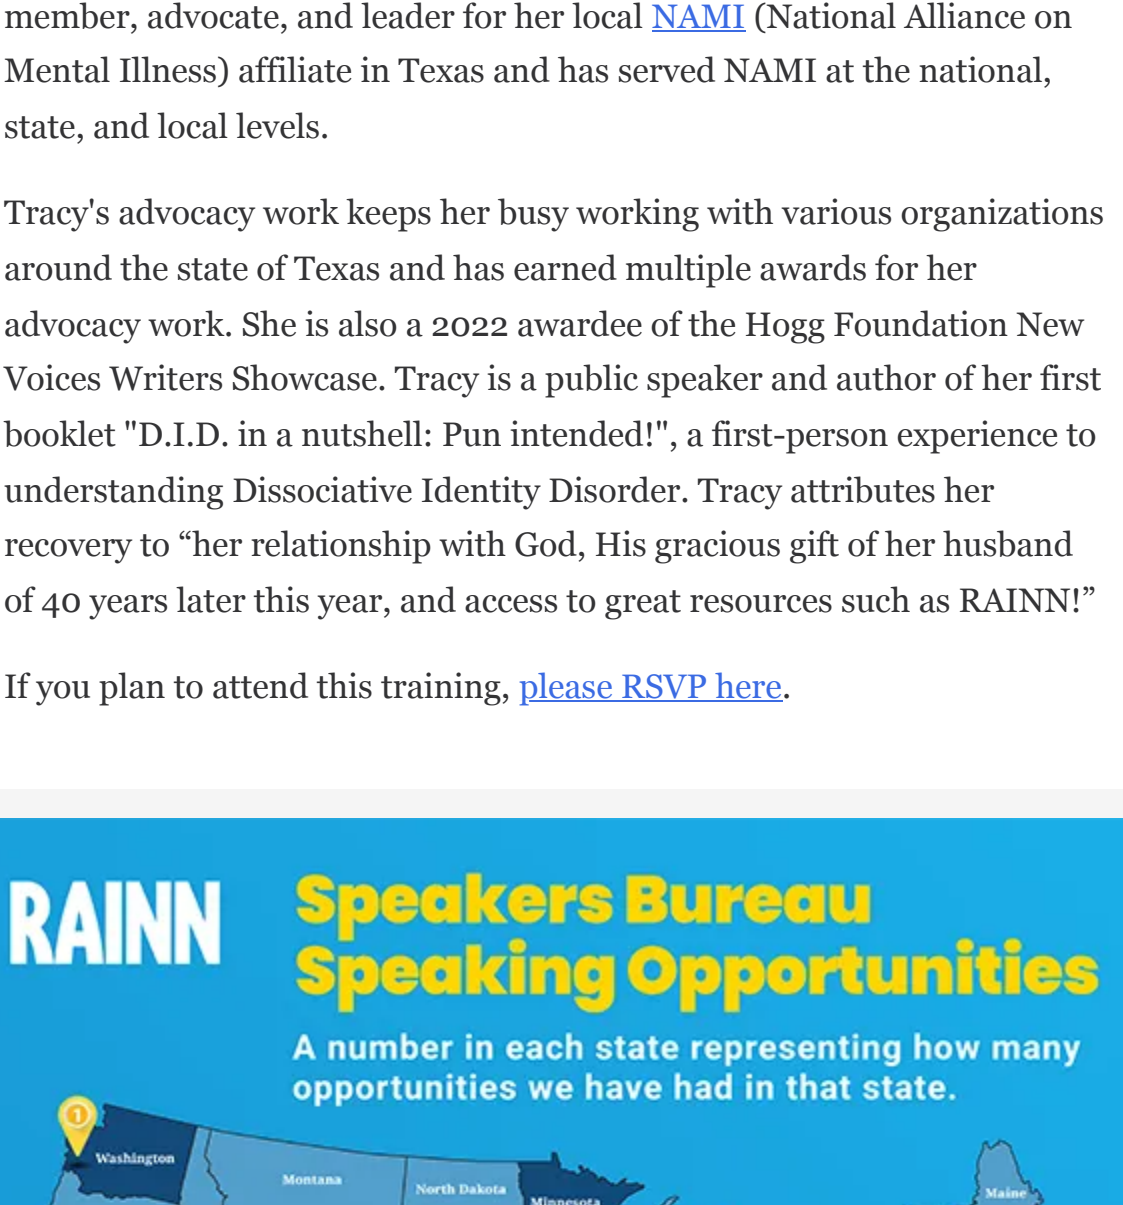 member, advocate, and leader for her local NAMI (National Alliance on
Mental Illness) affiliate in Texas and has served NAMI at the national,
state, and local levels.
Tracy's advocacy work keeps her busy working with various organizations
around the state of Texas and has earned multiple awards for her
advocacy work. She is also a 2022 awardee of the Hogg Foundation New
Voices Writers Showcase. Tracy is a public speaker and author of her first
booklet "D.I.D. in a nutshell: Pun intended!", a first-person experience to
understanding Dissociative Identity Disorder. Tracy attributes her
recovery to “her relationship with God, His gracious gift of her husband
of 40 years later this year, and access to great resources such as RAINN!”
If you plan to attend this training, please RSVP here.
RAINN
Speakers Bureau
Speaking Opportunities
A number in each state representing how many
opportunities we have had in that state.
1
Washington
Montana
North Dakota
Minnesota
Maine